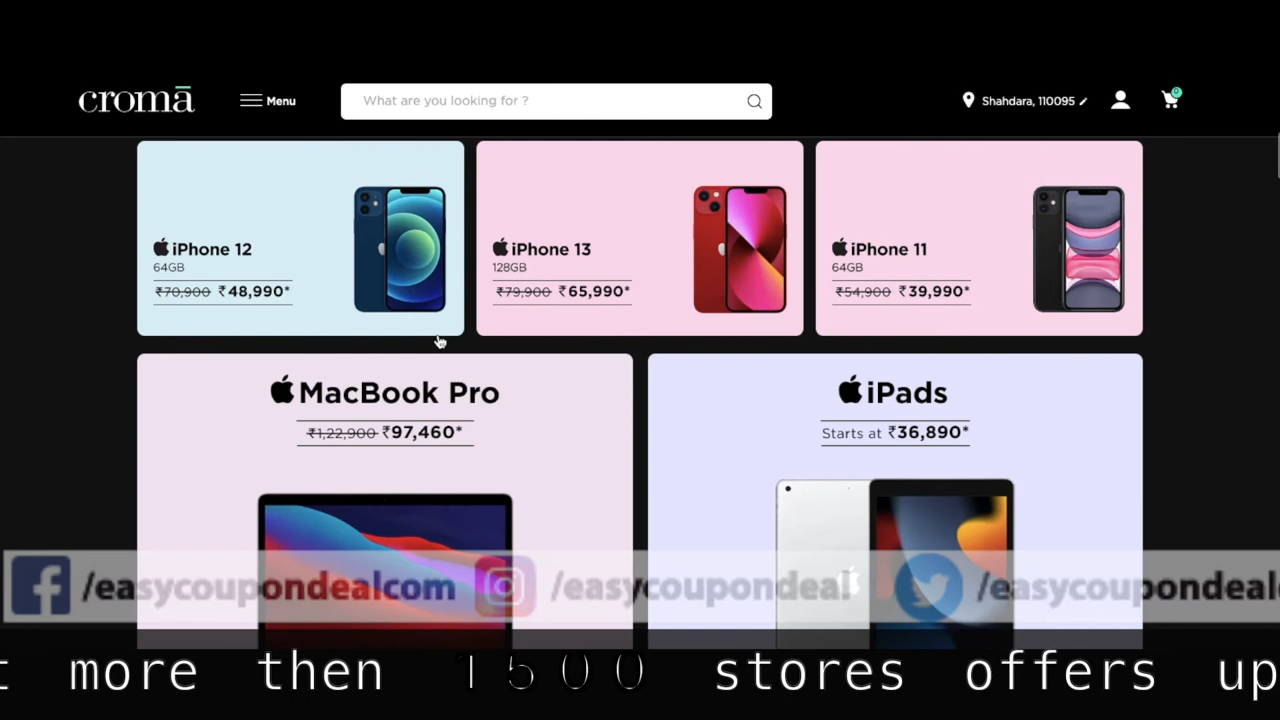 cromā
Menu
What are you looking for ?
Shahdara, 110095
0
iPhone 12
64GB
₹70,900 ₹48,990*
iPhone 13
128GB
₹79,900 ₹65,990*
iPhone 11
64GB
₹54,900 ₹39,990*
MacBook Pro
₹1,22,900 ₹97,460*
iPads
Starts at ₹36,890*
/easycoupondealcom
/easycoupondeal
/easycoupondeal
t more then 1500 stores offers up